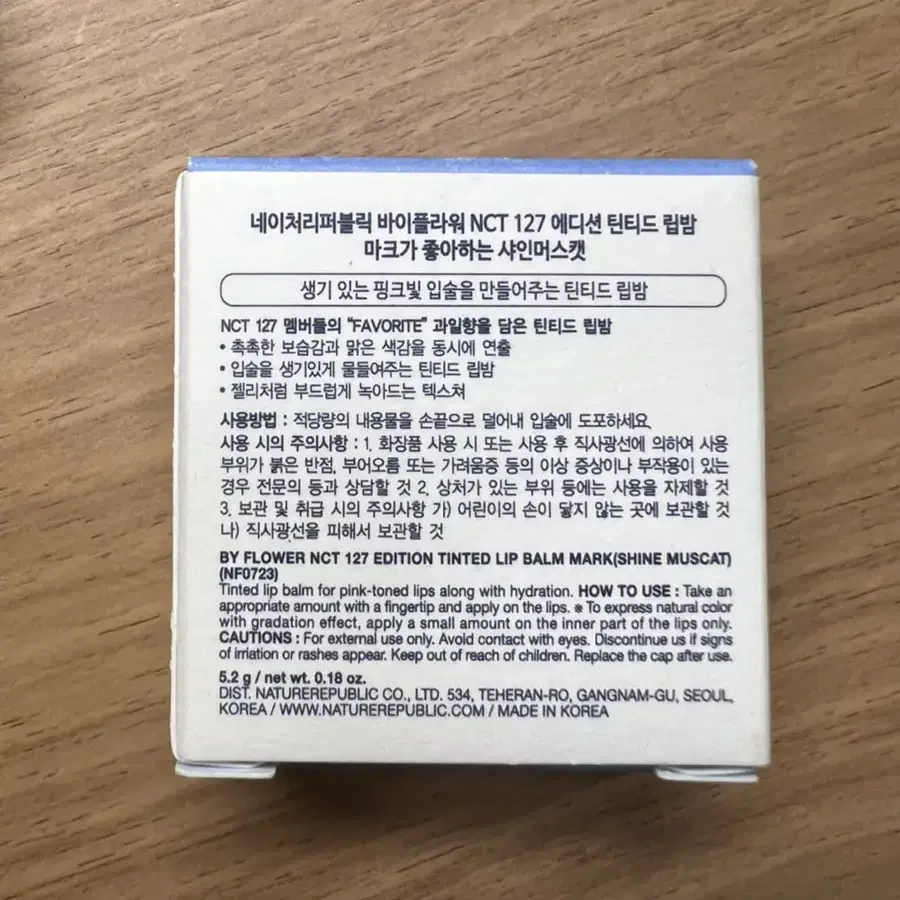 네이처리퍼블릭 바이플라워 NCT 127 에디션 틴티드 립밤
마크가 좋아하는 샤인머스캣
생기 있는 핑크빛 입술을 만들어주는 틴티드 립밤
NCT 127 멤버들의 "FAVORITE" 과일향을 담은 틴티드 립밤
• 촉촉한 보습감과 맑은 색감을 동시에 연출
• 입술을 생기있게 물들여주는 틴티드 립밤
• 젤리처럼 부드럽게 녹아드는 텍스쳐
사용방법 : 적당량의 내용물을 손끝으로 덜어내 입술에 도포하세요.
사용 시의 주의사항 : 1. 화장품 사용 시 또는 사용 후 직사광선에 의하여 사용
부위가 붉은 반점, 부어오름 또는 가려움증 등의 이상 증상이나 부작용이 있는
경우 전문의 등과 상담할 것 2. 상처가 있는 부위 등에는 사용을 자제할 것
3. 보관 및 취급 시의 주의사항 가) 어린이의 손이 닿지 않는 곳에 보관할 것
나) 직사광선을 피해서 보관할 것
BY FLOWER NCT 127 EDITION TINTED LIP BALM MARK(SHINE MUSCAT)
(NF0723)
Tinted lip balm for pink-toned lips along with hydration. HOW TO USE : Take an
appropriate amount with a fingertip and apply on the lips. ※ To express natural color
with gradation effect, apply a small amount on the inner part of the lips only.
CAUTIONS : For external use only. Avoid contact with eyes. Discontinue us if signs
of irriation or rashes appear. Keep out of reach of children. Replace the cap after use.
5.2 g / net wt. 0.18 oz.
DIST. NATUREREPUBLIC CO., LTD. 534, TEHERAN-RO, GANGNAM-GU, SEOUL,
KOREA / WWW.NATUREREPUBLIC.COM / MADE IN KOREA